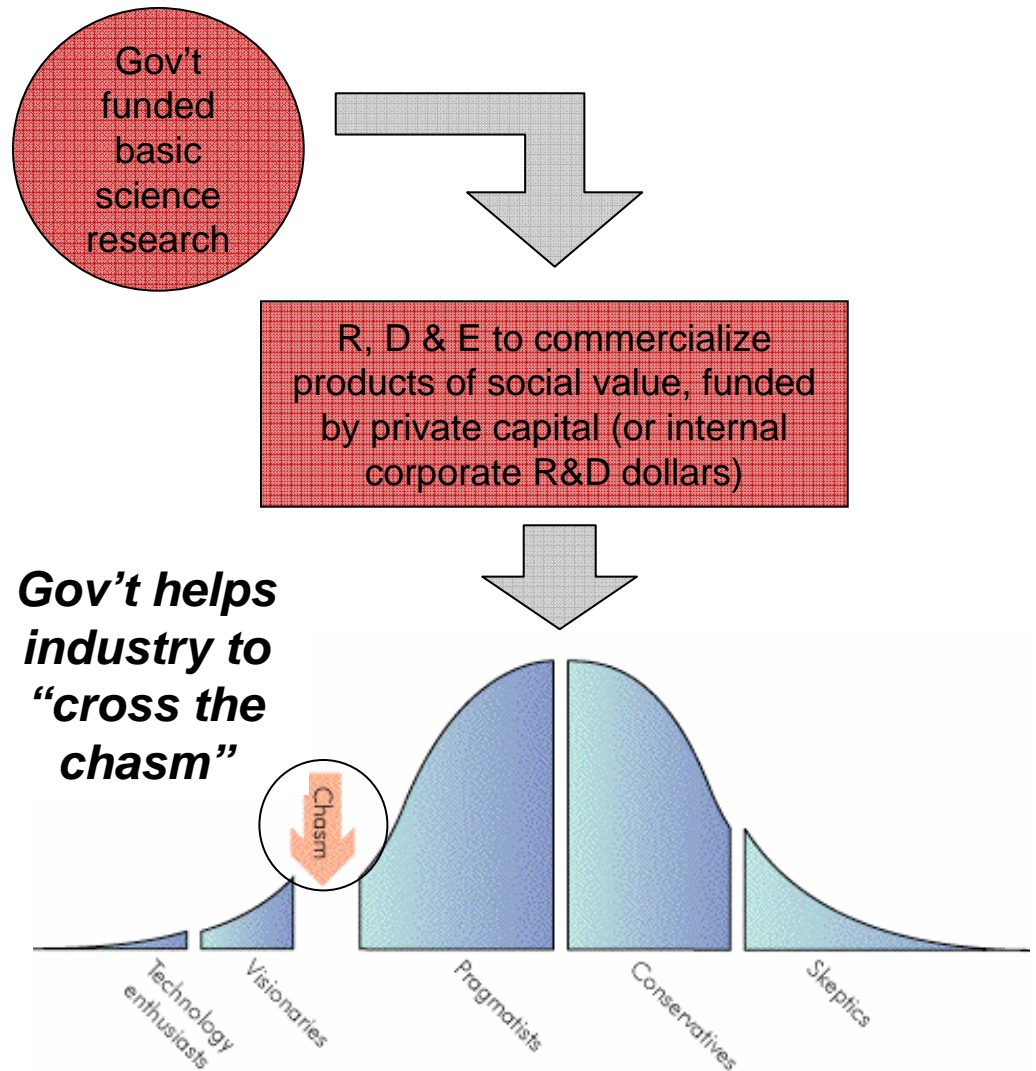 Gov’t
funded
basic
science
research
R, D & E to commercialize
products of social value, funded
by private capital (or internal
corporate R&D dollars)
Gov’t helps
industry to
“cross the
chasm”
Chasm
Technology
enthusiasts
Visionaries
Pragmatists
Conservatives
Skeptics